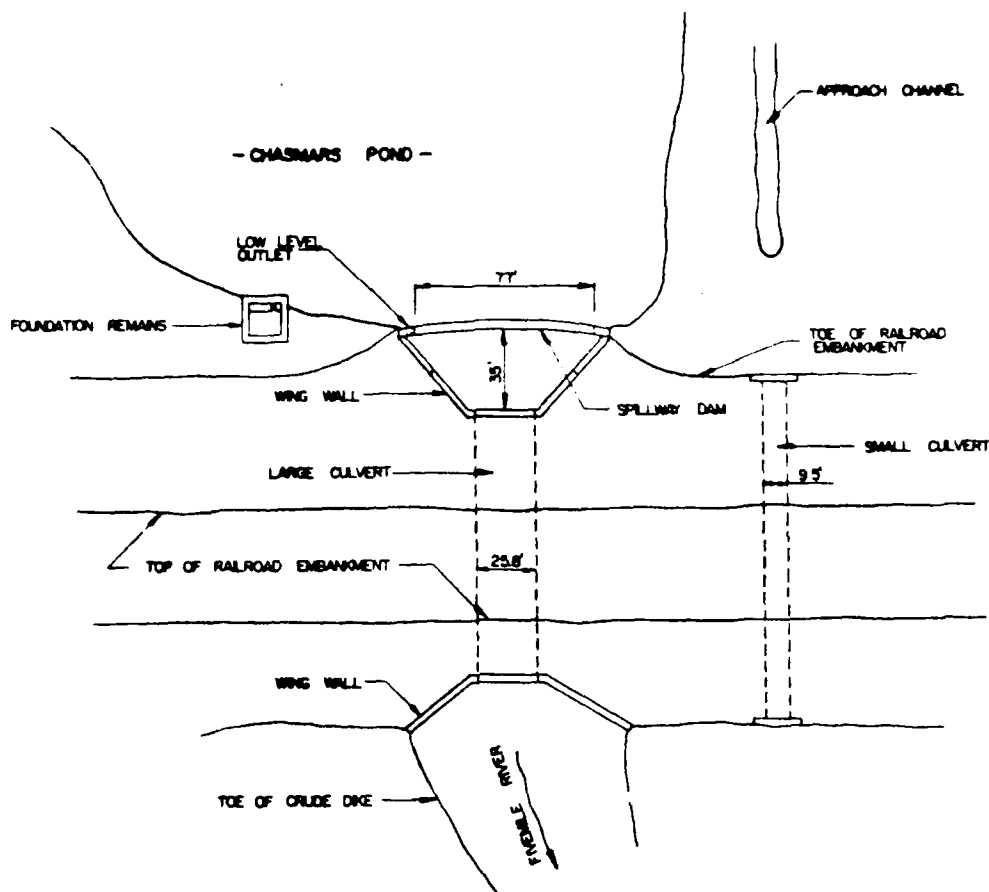 APPROACH CHANNEL
- CHASMARS POND -
LOW LEVEL
OUTLET
77'
FOUNDATION REMAINS
TOE OF RAILROAD
EMBANKMENT
35'
WING WALL
SPILLWAY DAM
SMALL CULVERT
LARGE CULVERT
9.5'
25.8'
TOP OF RAILROAD EMBANKMENT
WING WALL
FIVEMILE RIVER
TOE OF CRUDE DIKE